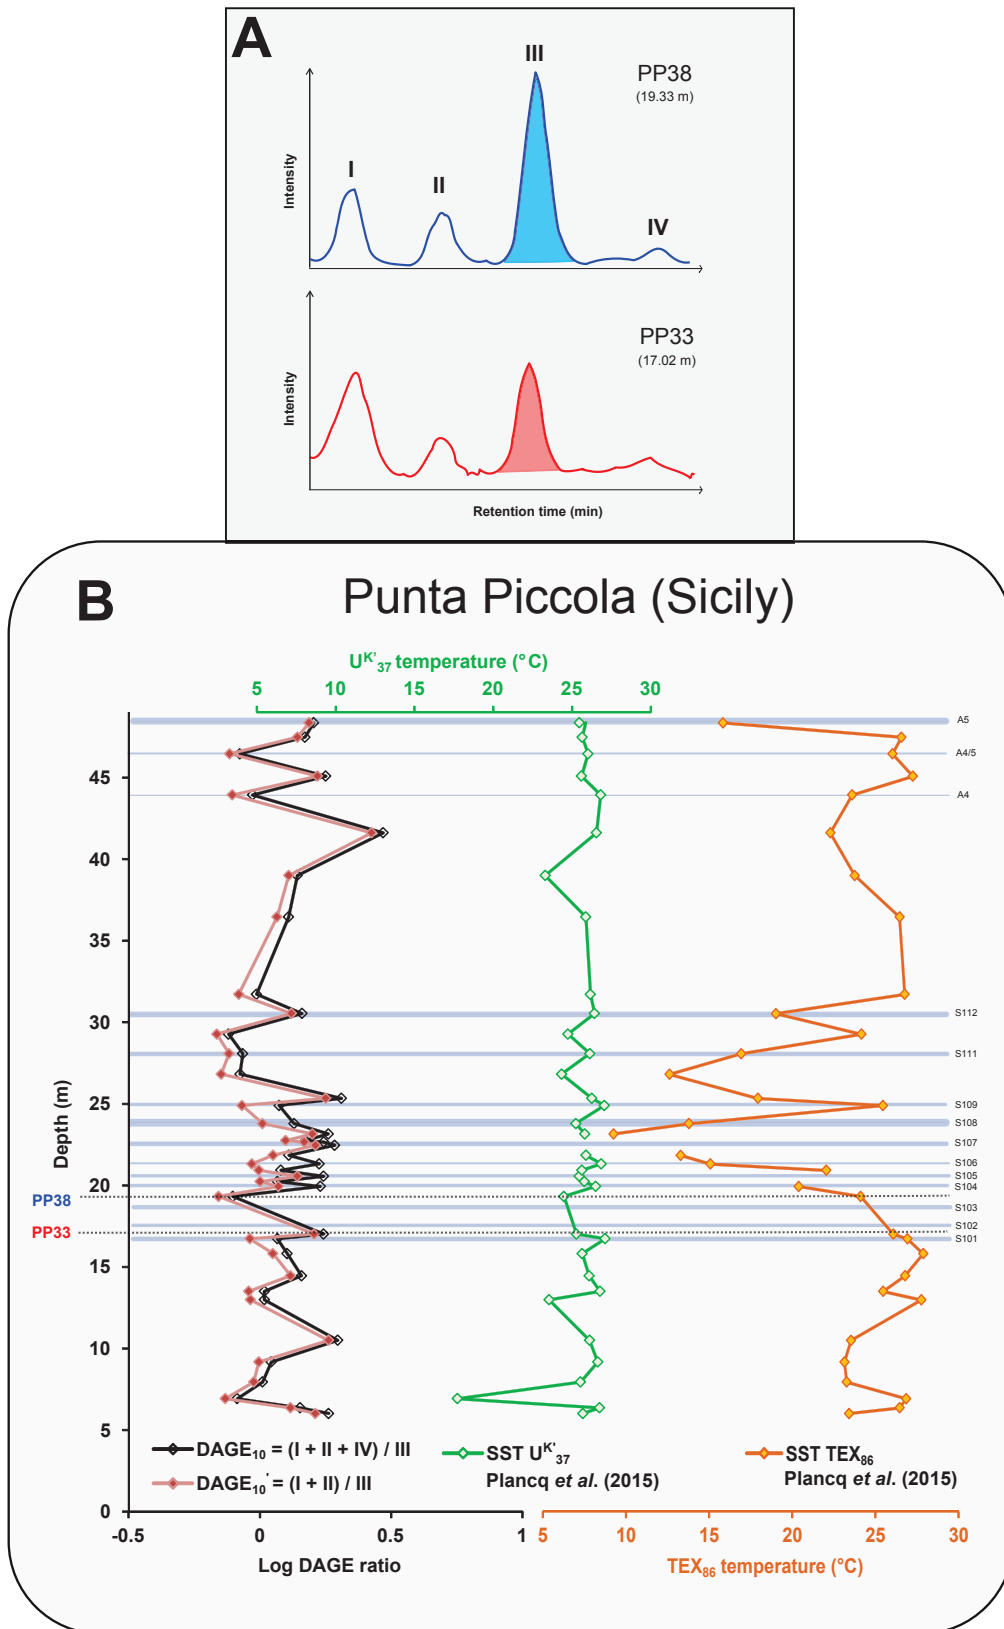 A
III
PP38
(19.33 m)
I
II
IV
Intensity
PP33
(17.02 m)
Intensity
Retention time (min)
B
Punta Piccola (Sicily)
U^K'_37 temperature (°C)
5 10 15 20 25 30
A5
A4/5
A4
S112
S111
S109
S108
S107
S106
S105
S104
S103
S102
S101
45
40
35
30
25
20
15
10
5
0
Depth (m)
PP38
PP33
DAGE₁₀ = (I + II + IV) / III
DAGE₁₀' = (I + II) / III
SST U^K'_37
Plancq et al. (2015)
SST TEX₈₆
Plancq et al. (2015)
-0.5 0 0.5 1
Log DAGE ratio
5 10 15 20 25 30
TEX₈₆ temperature (°C)